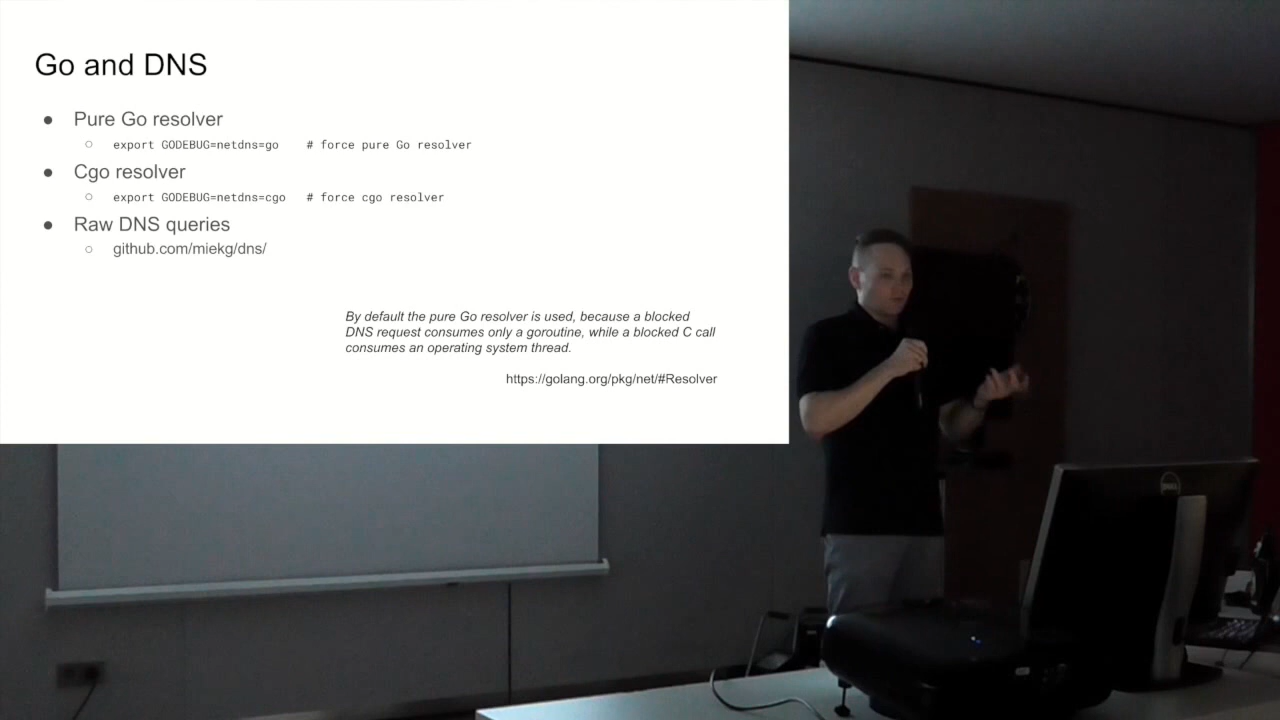 Go and DNS
● Pure Go resolver
○ export GODEBUG=netdns=go # force pure Go resolver
● Cgo resolver
○ export GODEBUG=netdns=cgo # force cgo resolver
● Raw DNS queries
○ github.com/miekg/dns/
By default the pure Go resolver is used, because a blocked
DNS request consumes only a goroutine, while a blocked C call
consumes an operating system thread.
https://golang.org/pkg/net/#Resolver
DELL